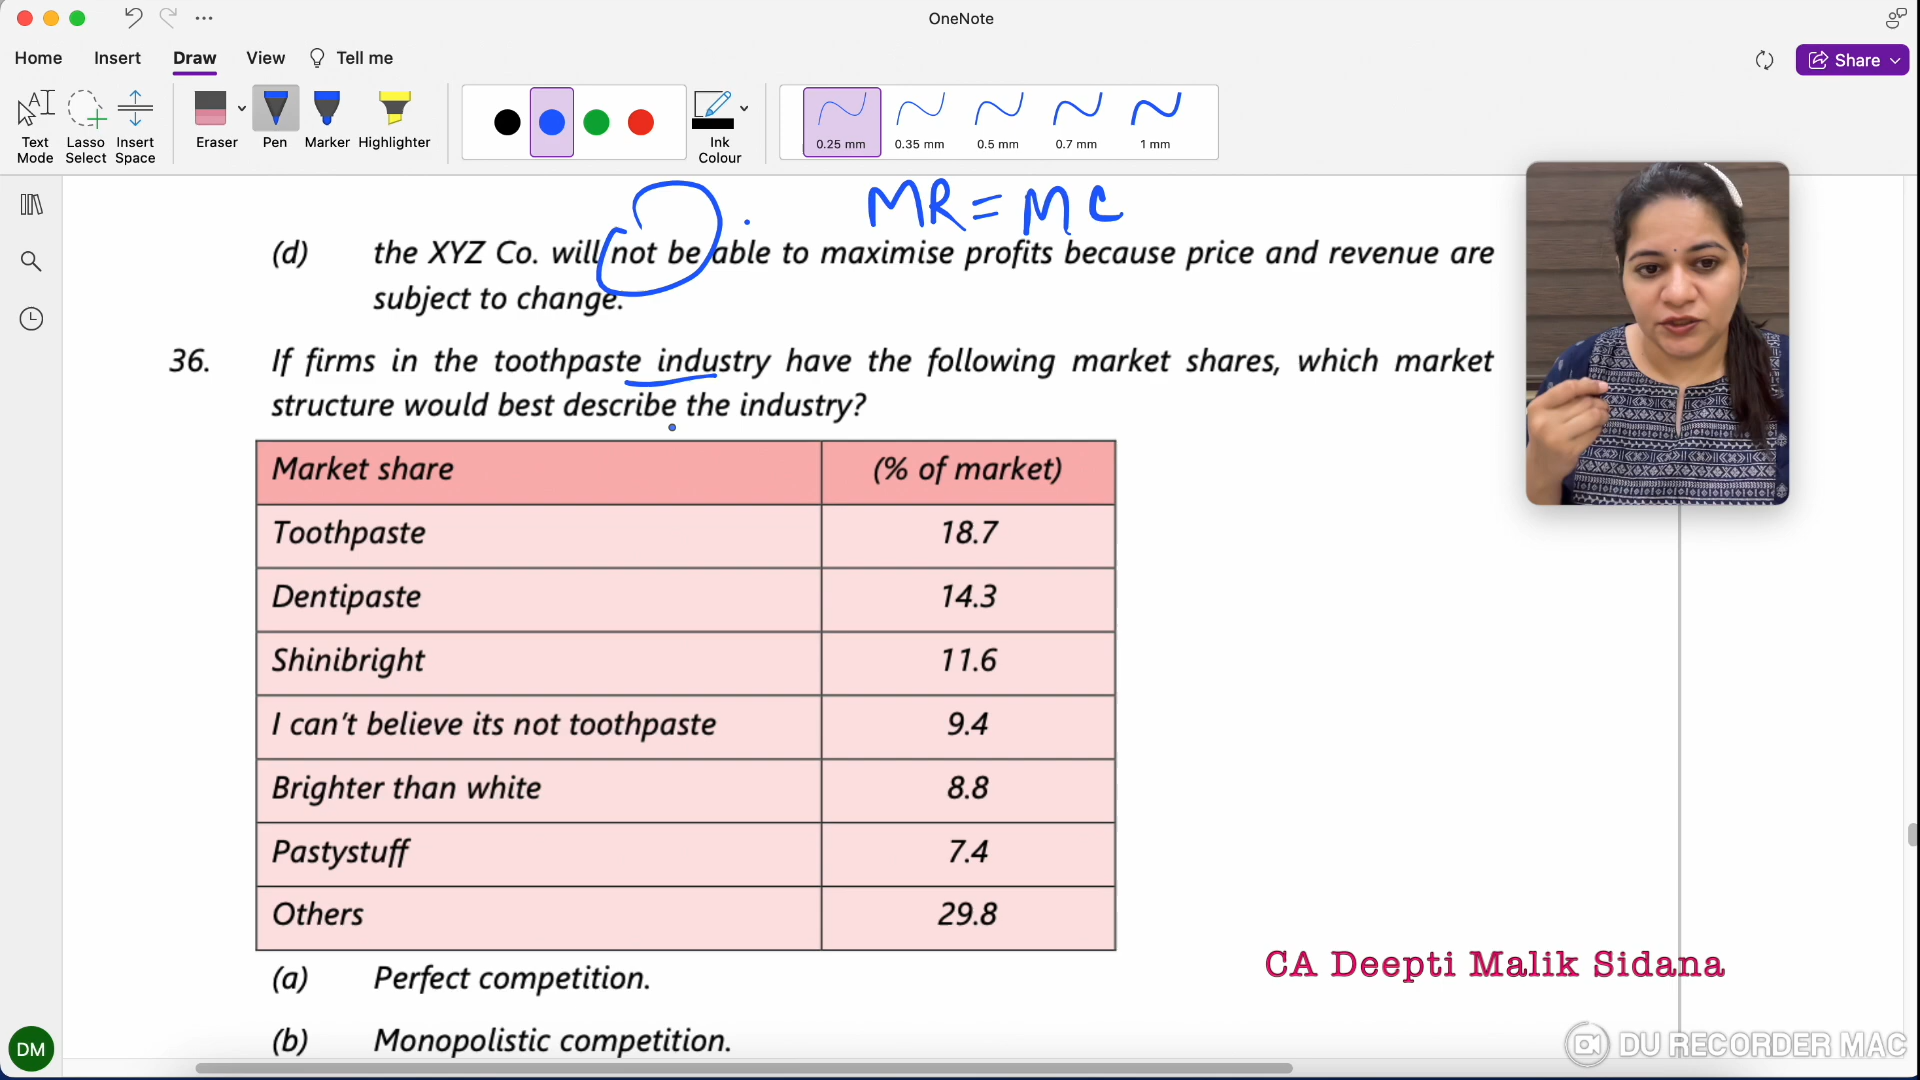 OneNote
Home Insert Draw View Tell me
Share
Text Mode
Lasso Select
Insert Space
Eraser
Pen
Marker
Highlighter
Ink Colour
0.25 mm
0.35 mm
0.5 mm
0.7 mm
1 mm
MR = MC
(d) the XYZ Co. will not be able to maximise profits because price and revenue are
subject to change.
36. If firms in the toothpaste industry have the following market shares, which market
structure would best describe the industry?
Market share (% of market)
Toothpaste 18.7
Dentipaste 14.3
Shinibright 11.6
I can't believe its not toothpaste 9.4
Brighter than white 8.8
Pastystuff 7.4
Others 29.8
CA Deepti Malik Sidana
(a) Perfect competition.
(b) Monopolistic competition.
DM
DU RECORDER MAC